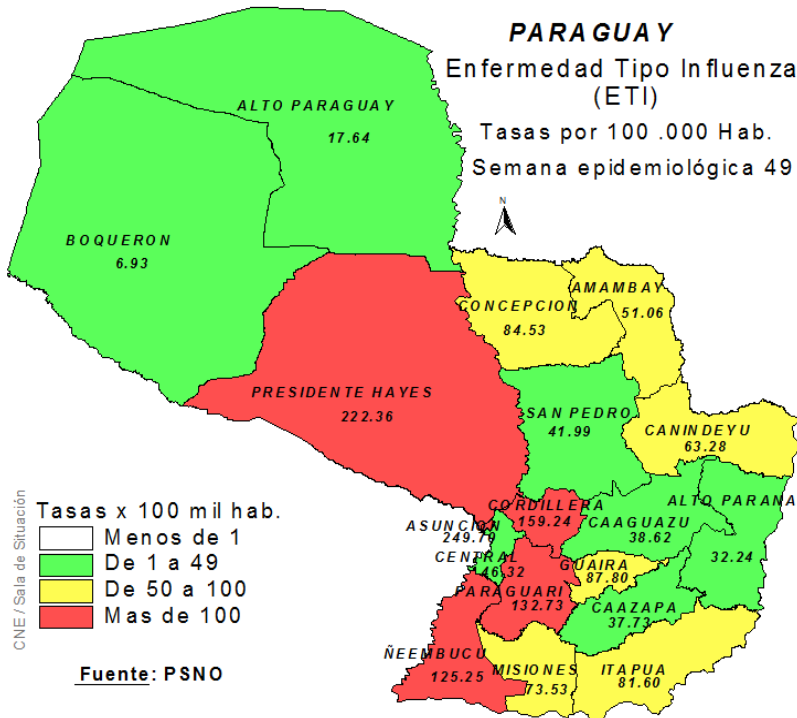 PARAGUAY
Enfermedad Tipo Influenza
(ETI)
Tasas por 100 .000 Hab.
Semana epidemiológica 49
N
ALTO PARAGUAY
17.64
BOQUERON
6.93
CONCEPCION
84.53
AMAMBAY
51.06
PRESIDENTE HAYES
222.36
SAN PEDRO
41.99
CANINDEYU
63.28
CORDILLERA
159.24
ALTO PARANA
32.24
ASUNCION
CAAGUAZU
38.62
CENTRAL
46.32
GUAIRA
87.80
PARAGUARI
132.73
CAAZAPA
37.73
ÑEEMBUCU
125.25
MISIONES
73.53
ITAPUA
81.60
CNE / Sala de Situación
Tasas x 100 mil hab.
Menos de 1
De 1 a 49
De 50 a 100
Mas de 100
Fuente: PSNO